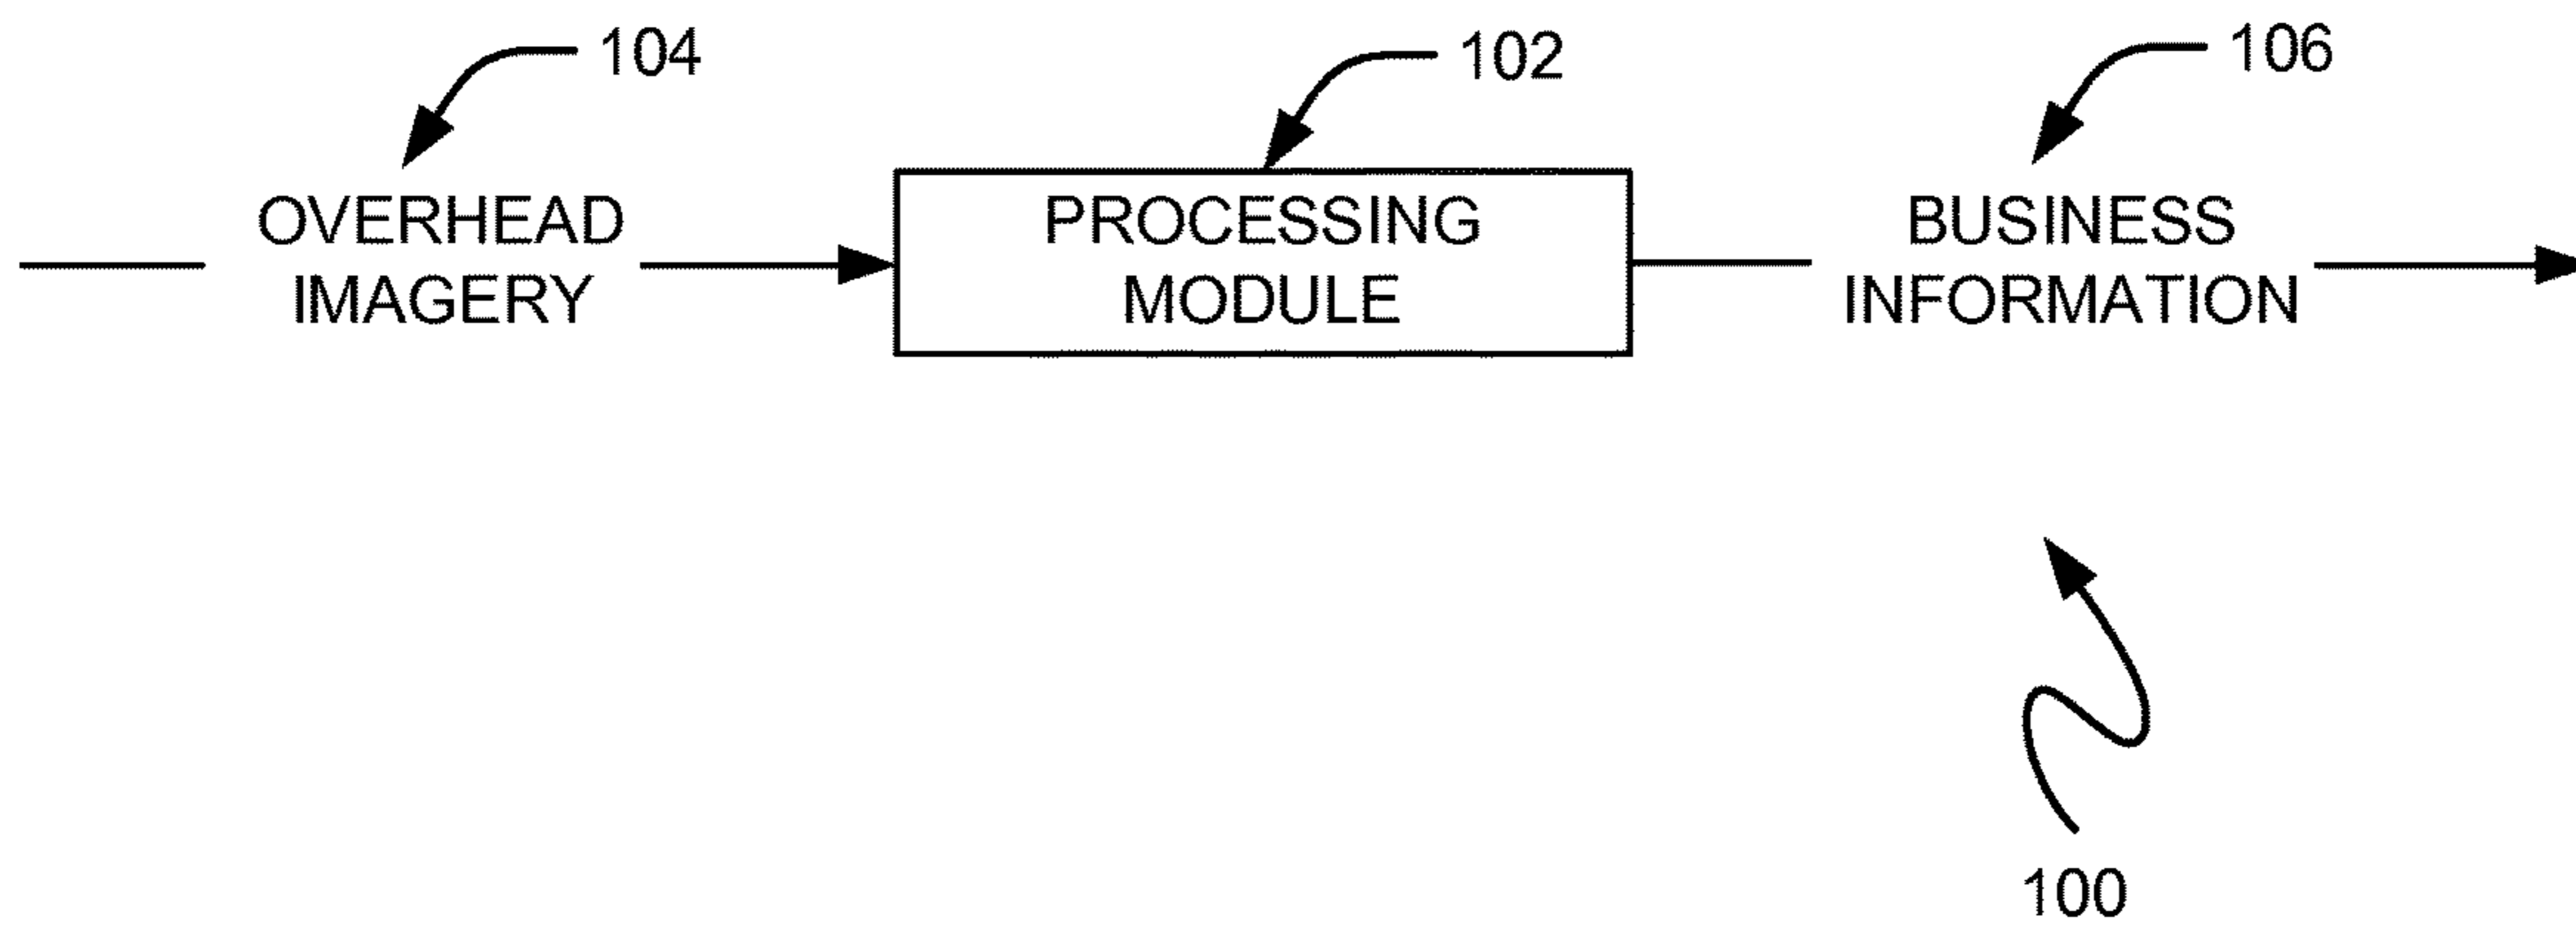 104
102
106
OVERHEAD
IMAGERY
PROCESSING
MODULE
BUSINESS
INFORMATION
100